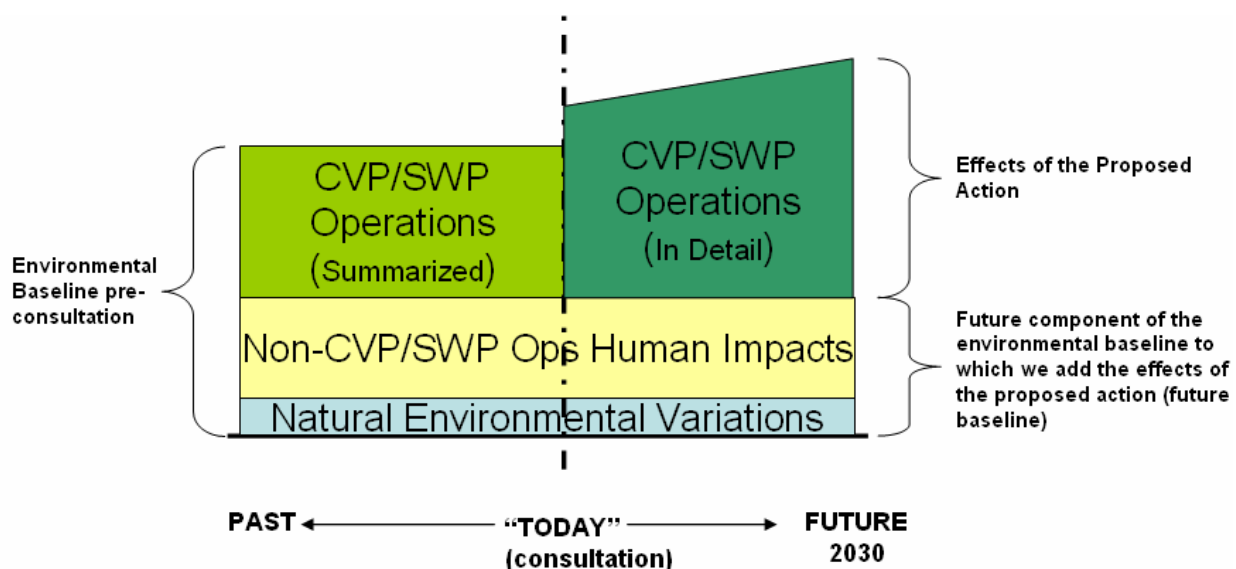 CVP/SWP
Operations
(Summarized)
CVP/SWP
Operations
(In Detail)
Effects of the Proposed
Action
Environmental
Baseline pre-
consultation
Non-CVP/SWP Ops Human Impacts
Natural Environmental Variations
Future component of the
environmental baseline to
which we add the effects of
the proposed action (future
baseline)
PAST
“TODAY”
(consultation)
FUTURE
2030